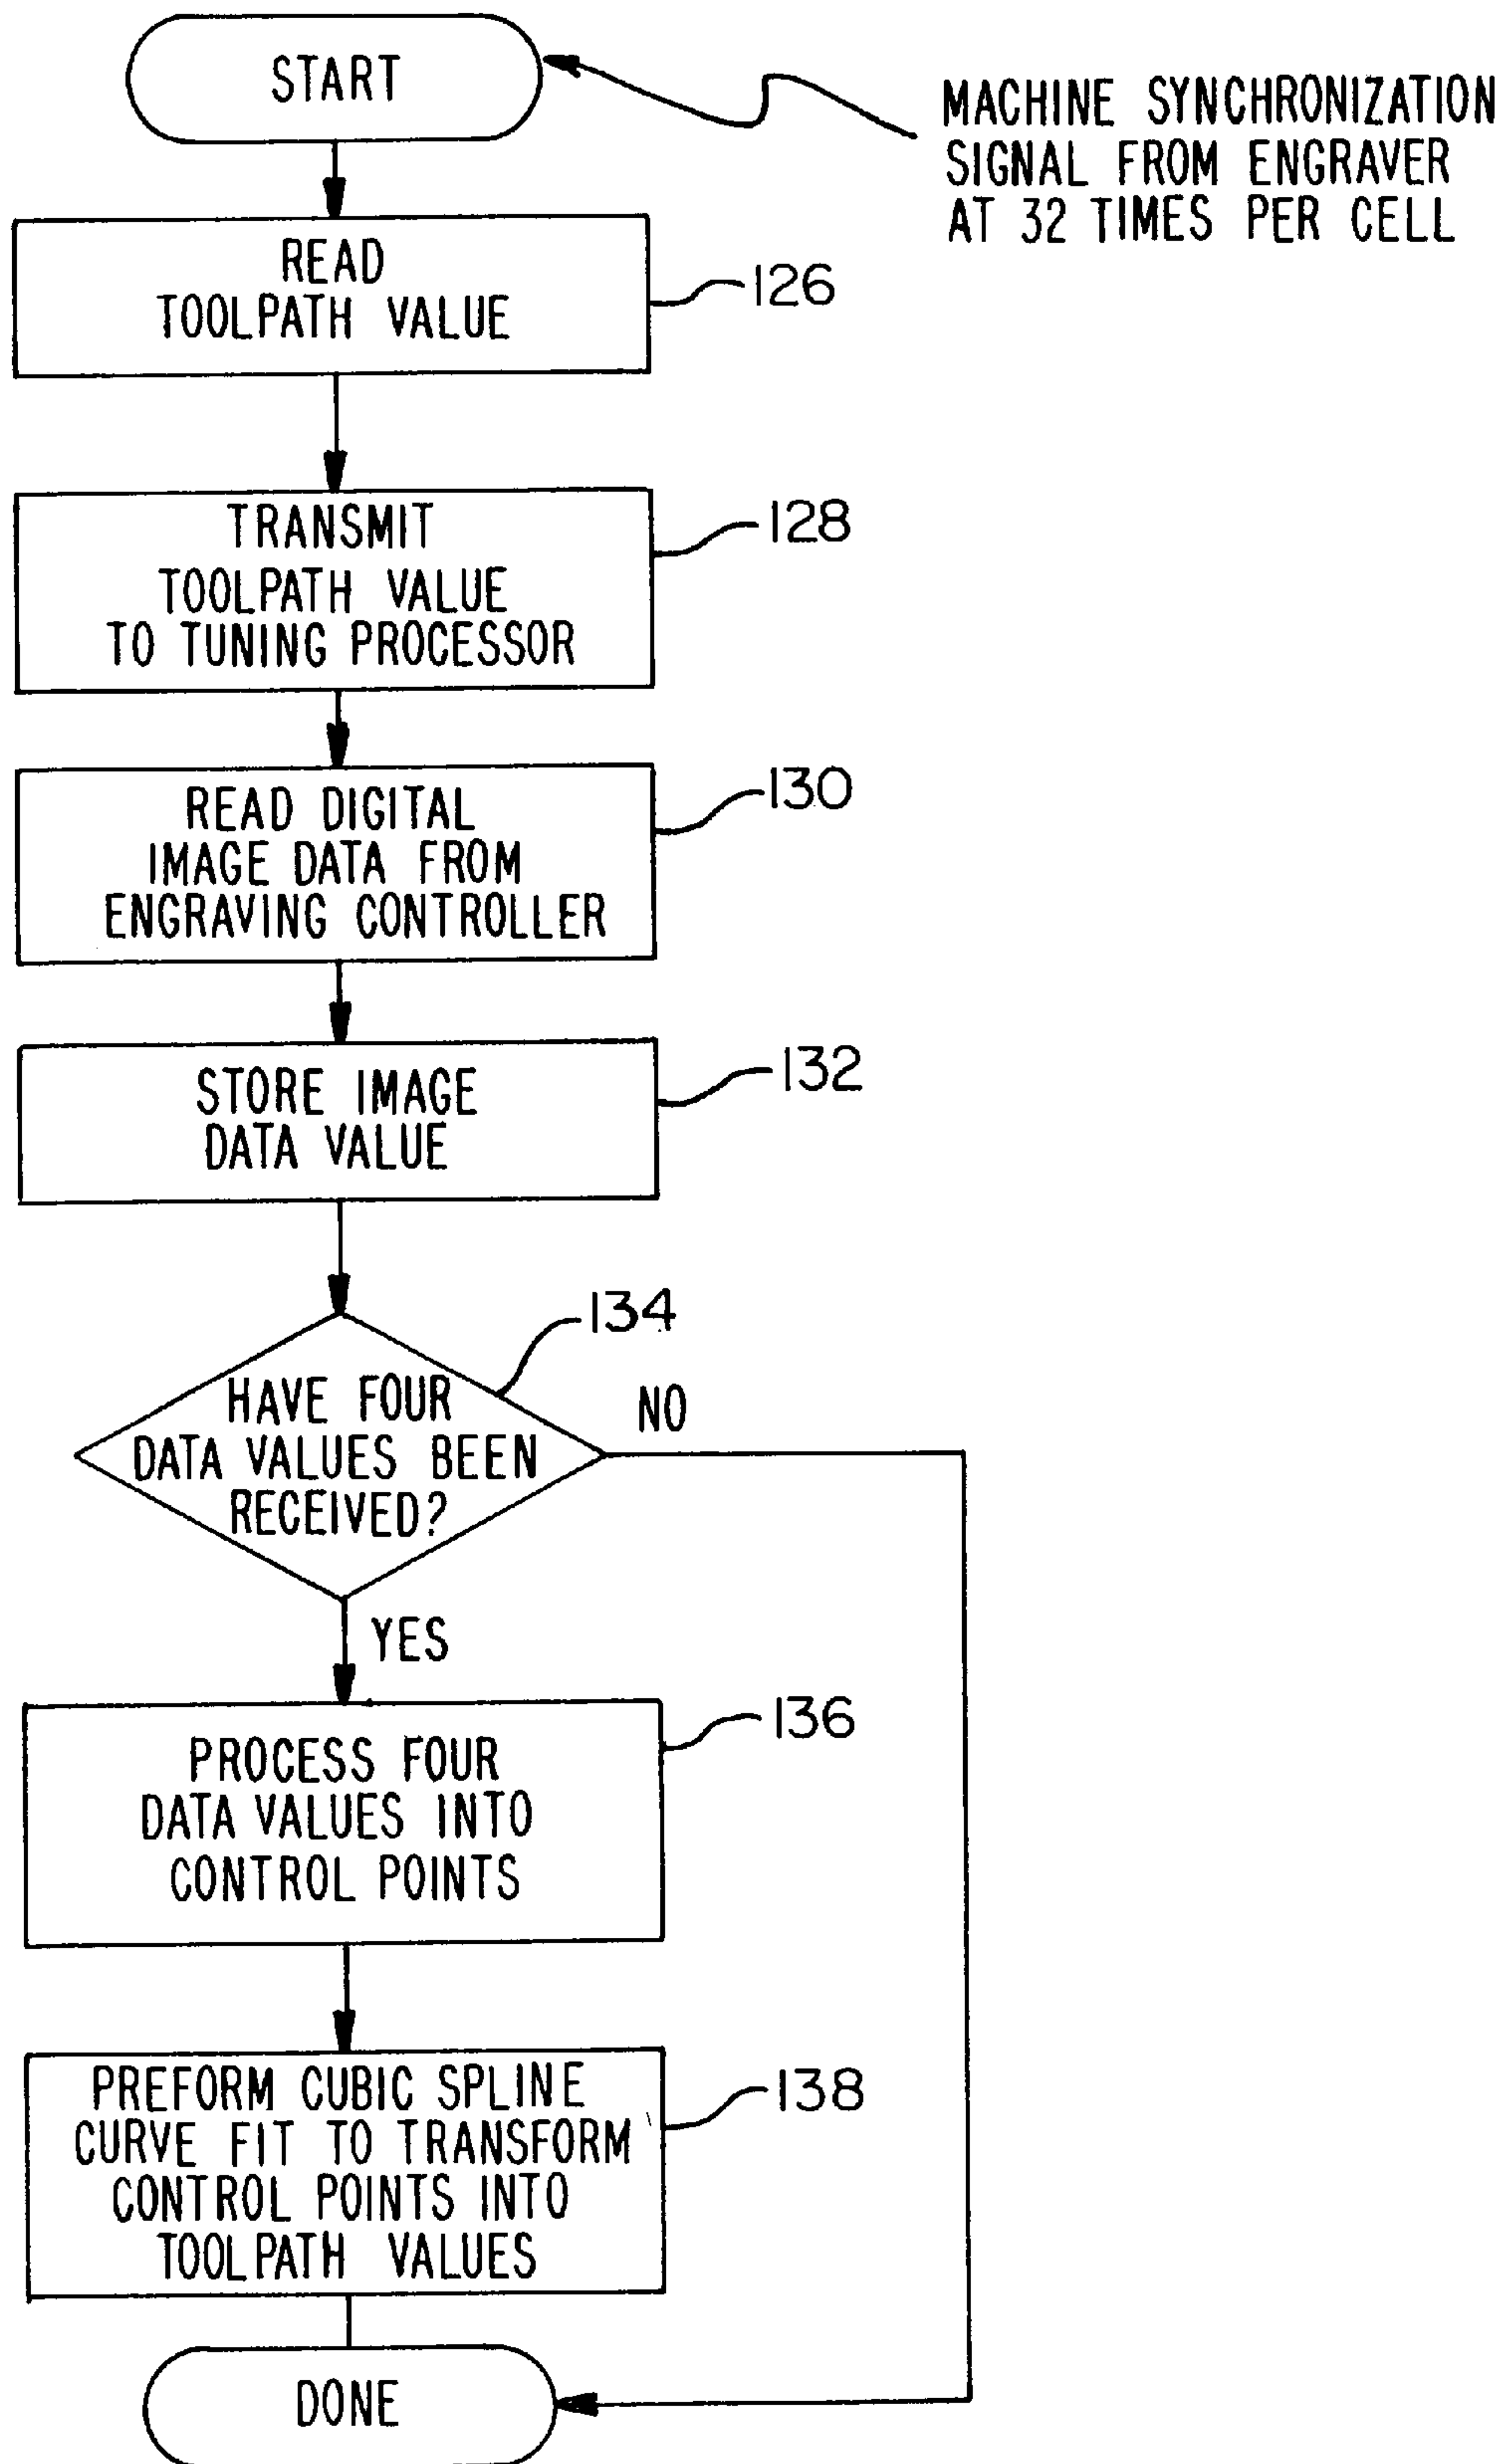 START
MACHINE SYNCHRONIZATION
SIGNAL FROM ENGRAVER
AT 32 TIMES PER CELL
READ
TOOLPATH VALUE
126
TRANSMIT
TOOLPATH VALUE
TO TUNING PROCESSOR
128
READ DIGITAL
IMAGE DATA FROM
ENGRAVING CONTROLLER
130
STORE IMAGE
DATA VALUE
132
134
HAVE FOUR
DATA VALUES BEEN
RECEIVED?
NO
YES
PROCESS FOUR
DATA VALUES INTO
CONTROL POINTS
136
PREFORM CUBIC SPLINE
CURVE FIT TO TRANSFORM
CONTROL POINTS INTO
TOOLPATH VALUES
138
DONE